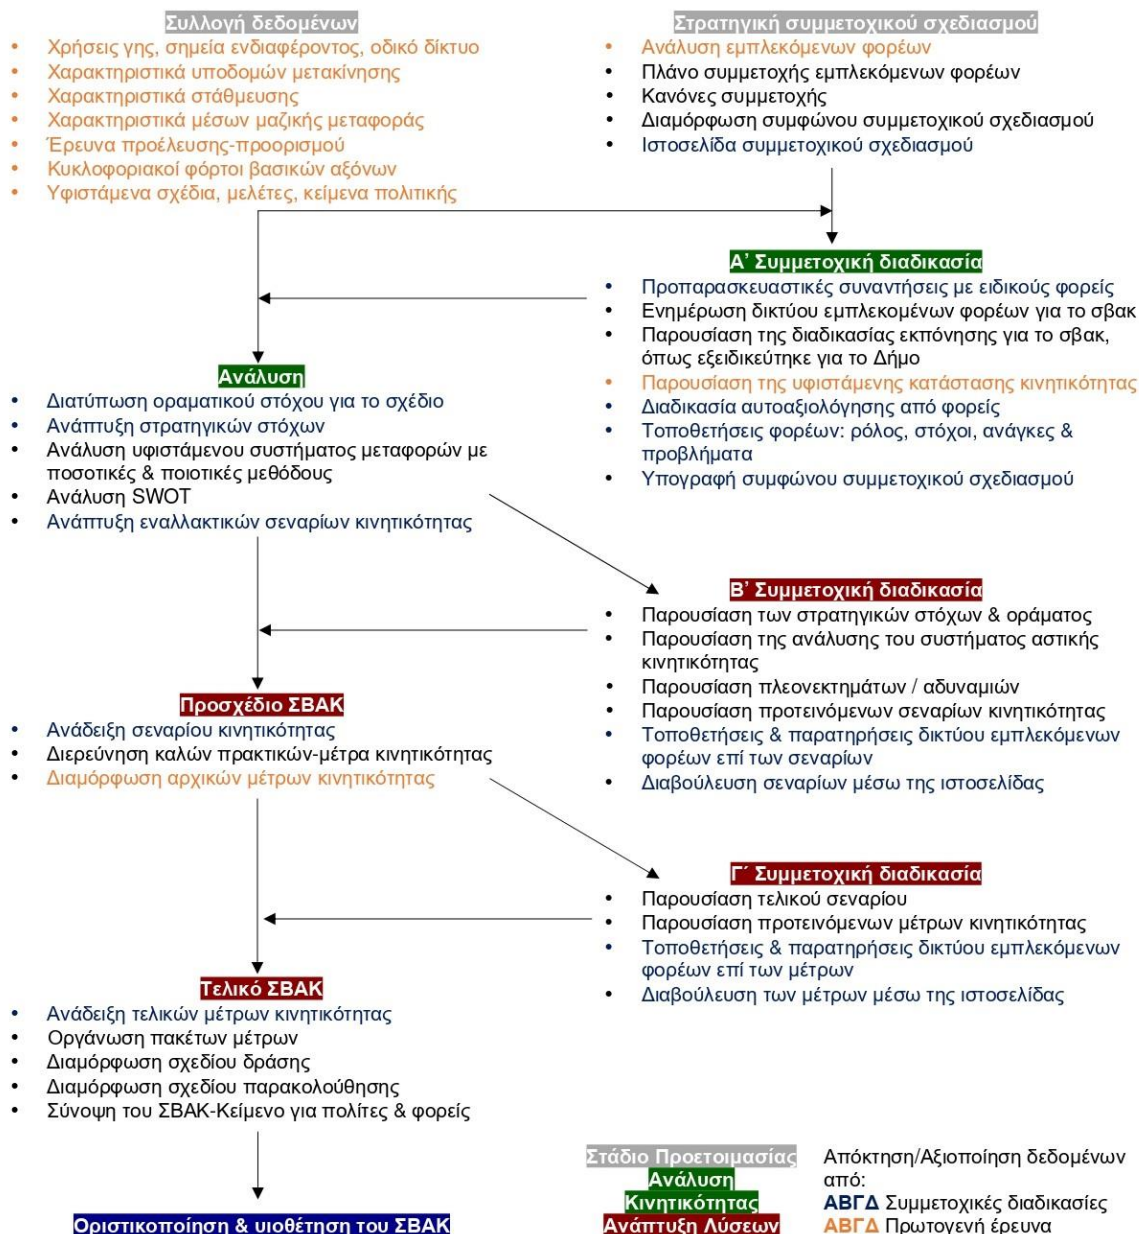 Συλλογή δεδομένων
• Χρήσεις γης, σημεία ενδιαφέροντος, οδικό δίκτυο
• Χαρακτηριστικά υποδομών μετακίνησης
• Χαρακτηριστικά στάθμευσης
• Χαρακτηριστικά μέσων μαζικής μεταφοράς
• Έρευνα προέλευσης-προορισμού
• Κυκλοφοριακοί φόρτοι βασικών αξόνων
• Υφιστάμενα σχέδια, μελέτες, κείμενα πολιτικής
Στρατηγική συμμετοχικού σχεδιασμού
• Ανάλυση εμπλεκόμενων φορέων
• Πλάνο συμμετοχής εμπλεκόμενων φορέων
• Κανόνες συμμετοχής
• Διαμόρφωση συμφώνου συμμετοχικού σχεδιασμού
• Ιστοσελίδα συμμετοχικού σχεδιασμού
Α’ Συμμετοχική διαδικασία
• Προπαρασκευαστικές συναντήσεις με ειδικούς φορείς
• Ενημέρωση δικτύου εμπλεκομένων φορέων για το σβακ
• Παρουσίαση της διαδικασίας εκπόνησης για το σβακ,
όπως εξειδικεύτηκε για το Δήμο
• Παρουσίαση της υφιστάμενης κατάστασης κινητικότητας
• Διαδικασία αυτοαξιολόγησης από φορείς
• Τοποθετήσεις φορέων: ρόλος, στόχοι, ανάγκες &
προβλήματα
• Υπογραφή συμφώνου συμμετοχικού σχεδιασμού
Ανάλυση
• Διατύπωση οραματικού στόχου για το σχέδιο
• Ανάπτυξη στρατηγικών στόχων
• Ανάλυση υφιστάμενου συστήματος μεταφορών με
ποσοτικές & ποιοτικές μεθόδους
• Ανάλυση SWOT
• Ανάπτυξη εναλλακτικών σεναρίων κινητικότητας
Β’ Συμμετοχική διαδικασία
• Παρουσίαση των στρατηγικών στόχων & οράματος
• Παρουσίαση της ανάλυσης του συστήματος αστικής
κινητικότητας
• Παρουσίαση πλεονεκτημάτων / αδυναμιών
• Παρουσίαση προτεινόμενων σεναρίων κινητικότητας
• Τοποθετήσεις & παρατηρήσεις δικτύου εμπλεκόμενων
φορέων επί των σεναρίων
• Διαβούλευση σεναρίων μέσω της ιστοσελίδας
Προσχέδιο ΣΒΑΚ
• Ανάδειξη σεναρίου κινητικότητας
• Διερεύνηση καλών πρακτικών-μέτρα κινητικότητας
• Διαμόρφωση αρχικών μέτρων κινητικότητας
Γ΄ Συμμετοχική διαδικασία
• Παρουσίαση τελικού σεναρίου
• Παρουσίαση προτεινόμενων μέτρων κινητικότητας
• Τοποθετήσεις & παρατηρήσεις δικτύου εμπλεκόμενων
φορέων επί των μέτρων
• Διαβούλευση των μέτρων μέσω της ιστοσελίδας
Τελικό ΣΒΑΚ
• Ανάδειξη τελικών μέτρων κινητικότητας
• Οργάνωση πακέτων μέτρων
• Διαμόρφωση σχεδίου δράσης
• Διαμόρφωση σχεδίου παρακολούθησης
• Σύνοψη του ΣΒΑΚ-Κείμενο για πολίτες & φορείς
Οριστικοποίηση & υιοθέτηση του ΣΒΑΚ
Στάδιο Προετοιμασίας
Ανάλυση
Κινητικότητας
Ανάπτυξη Λύσεων
Απόκτηση/Αξιοποίηση δεδομένων
από:
ΑΒΓΔ Συμμετοχικές διαδικασίες
ΑΒΓΔ Πρωτογενή έρευνα